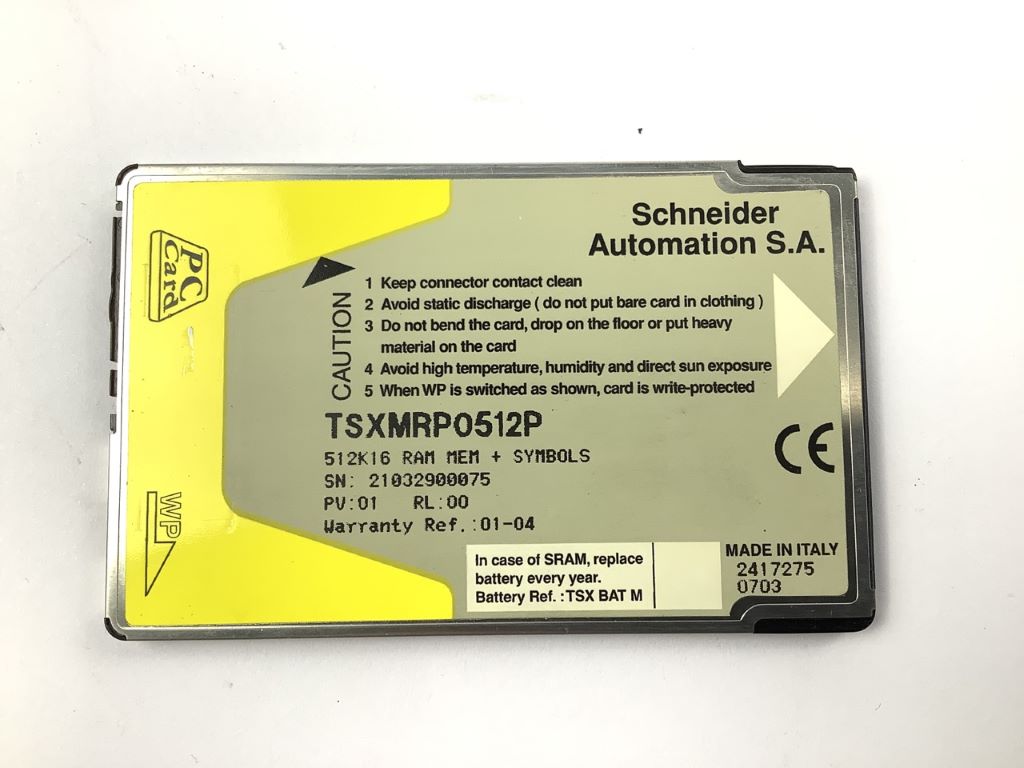 PC
Card
Schneider
Automation S.A.
CAUTION
1 Keep connector contact clean
2 Avoid static discharge ( do not put bare card in clothing )
3 Do not bend the card, drop on the floor or put heavy
material on the card
4 Avoid high temperature, humidity and direct sun exposure
5 When WP is switched as shown, card is write-protected
TSXMRP0512P
512K16 RAM MEM + SYMBOLS
SN: 21032900075
PV:01 RL:00
Warranty Ref.:01-04
CE
WP
In case of SRAM, replace
battery every year.
Battery Ref. : TSX BAT M
MADE IN ITALY
2417275
0703